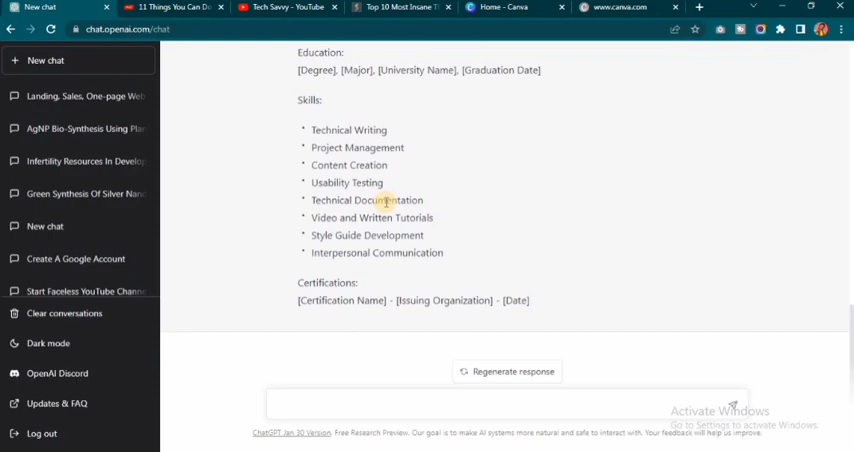 New chat
11 Things You Can Do
Tech Savvy - YouTube
Top 10 Most Insane T
Home - Canva
www.canva.com
chat.openai.com/chat
+ New chat
Landing, Sales, One-page Web
AgNP Bio-Synthesis Using Plan
Infertility Resources In Develop
Green Synthesis Of Silver Nano
New chat
Create A Google Account
Start Faceless YouTube Channe
Clear conversations
Dark mode
OpenAI Discord
Updates & FAQ
Log out
Education:
[Degree], [Major], [University Name], [Graduation Date]
Skills:
• Technical Writing
• Project Management
• Content Creation
• Usability Testing
• Technical Documentation
• Video and Written Tutorials
• Style Guide Development
• Interpersonal Communication
Certifications:
[Certification Name] - [Issuing Organization] - [Date]
Regenerate response
ChatGPT Jan 30 Version. Free Research Preview. Our goal is to make AI systems more natural and safe to interact with. Your feedback will help us improve.
Activate Windows
Go to Settings to activate Windows.